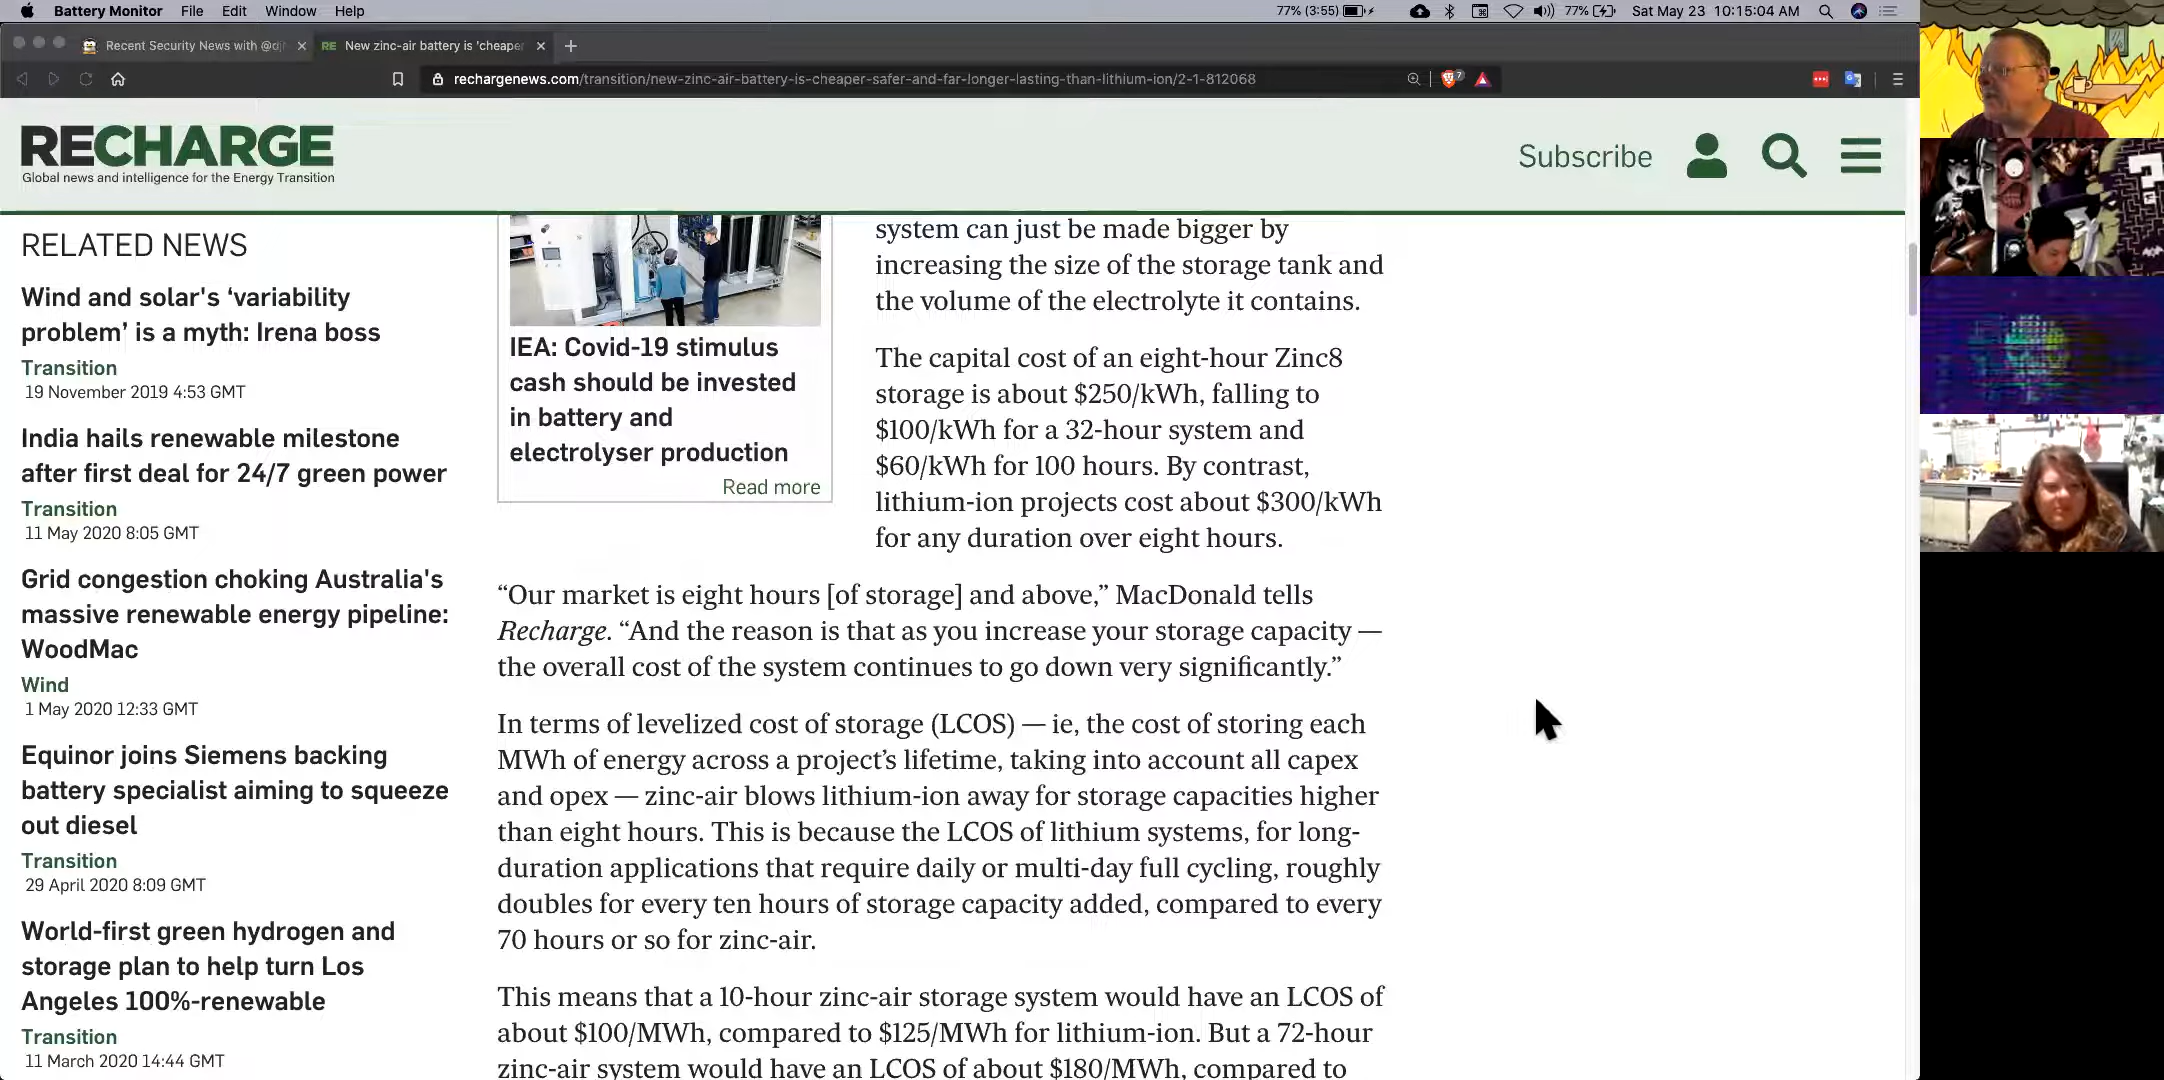 Battery Monitor File Edit Window Help 77% (3:55) 77% Sat May 23 10:15:04 AM
Recent Security News with @dj RE New zinc-air battery is 'cheaper
rechargenews.com/transition/new-zinc-air-battery-is-cheaper-safer-and-far-longer-lasting-than-lithium-ion/2-1-812068 7
RECHARGE
Global news and intelligence for the Energy Transition
Subscribe
RELATED NEWS
Wind and solar's ‘variability
problem’ is a myth: Irena boss
Transition
19 November 2019 4:53 GMT
India hails renewable milestone
after first deal for 24/7 green power
Transition
11 May 2020 8:05 GMT
Grid congestion choking Australia's
massive renewable energy pipeline:
WoodMac
Wind
1 May 2020 12:33 GMT
Equinor joins Siemens backing
battery specialist aiming to squeeze
out diesel
Transition
29 April 2020 8:09 GMT
World-first green hydrogen and
storage plan to help turn Los
Angeles 100%-renewable
Transition
11 March 2020 14:44 GMT
IEA: Covid-19 stimulus
cash should be invested
in battery and
electrolyser production
Read more
system can just be made bigger by
increasing the size of the storage tank and
the volume of the electrolyte it contains.
The capital cost of an eight-hour Zinc8
storage is about $250/kWh, falling to
$100/kWh for a 32-hour system and
$60/kWh for 100 hours. By contrast,
lithium-ion projects cost about $300/kWh
for any duration over eight hours.
“Our market is eight hours [of storage] and above,” MacDonald tells
Recharge. “And the reason is that as you increase your storage capacity —
the overall cost of the system continues to go down very significantly.”
In terms of levelized cost of storage (LCOS) — ie, the cost of storing each
MWh of energy across a project’s lifetime, taking into account all capex
and opex — zinc-air blows lithium-ion away for storage capacities higher
than eight hours. This is because the LCOS of lithium systems, for long-
duration applications that require daily or multi-day full cycling, roughly
doubles for every ten hours of storage capacity added, compared to every
70 hours or so for zinc-air.
This means that a 10-hour zinc-air storage system would have an LCOS of
about $100/MWh, compared to $125/MWh for lithium-ion. But a 72-hour
zinc-air system would have an LCOS of about $180/MWh, compared to